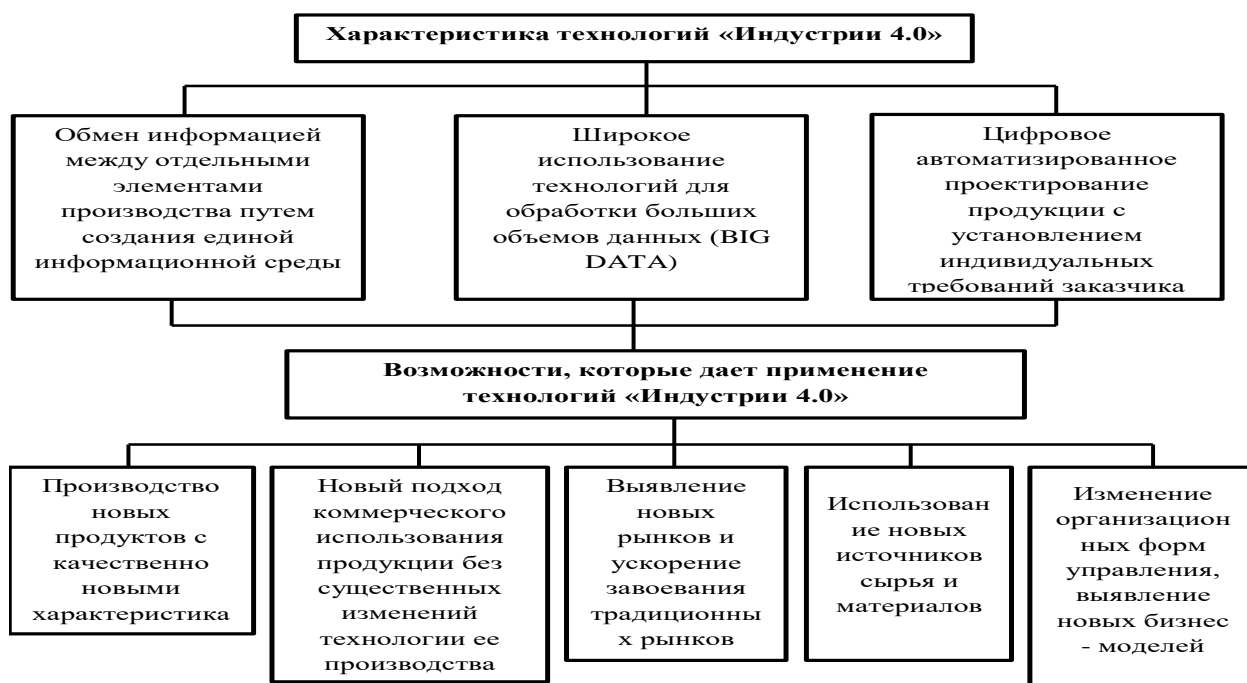 Характеристика технологий «Индустрии 4.0»
Обмен информацией
между отдельными
элементами
производства путем
создания единой
информационной среды
Широкое
использование
технологий для
обработки больших
объемов данных (BIG
DATA)
Цифровое
автоматизированное
проектирование
продукции с
установлением
индивидуальных
требований заказчика
Возможности, которые дает применение
технологий «Индустрии 4.0»
Производство
новых
продуктов с
качественно
новыми
характеристика
Новый подход
коммерческого
использования
продукции без
существенных
изменений
технологии ее
производства
Выявление
новых
рынков и
ускорение
завоевания
традиционны
х рынков
Использован
ие новых
источников
сырья и
материалов
Изменение
организацион
ных форм
управления,
выявление
новых бизнес
- моделей